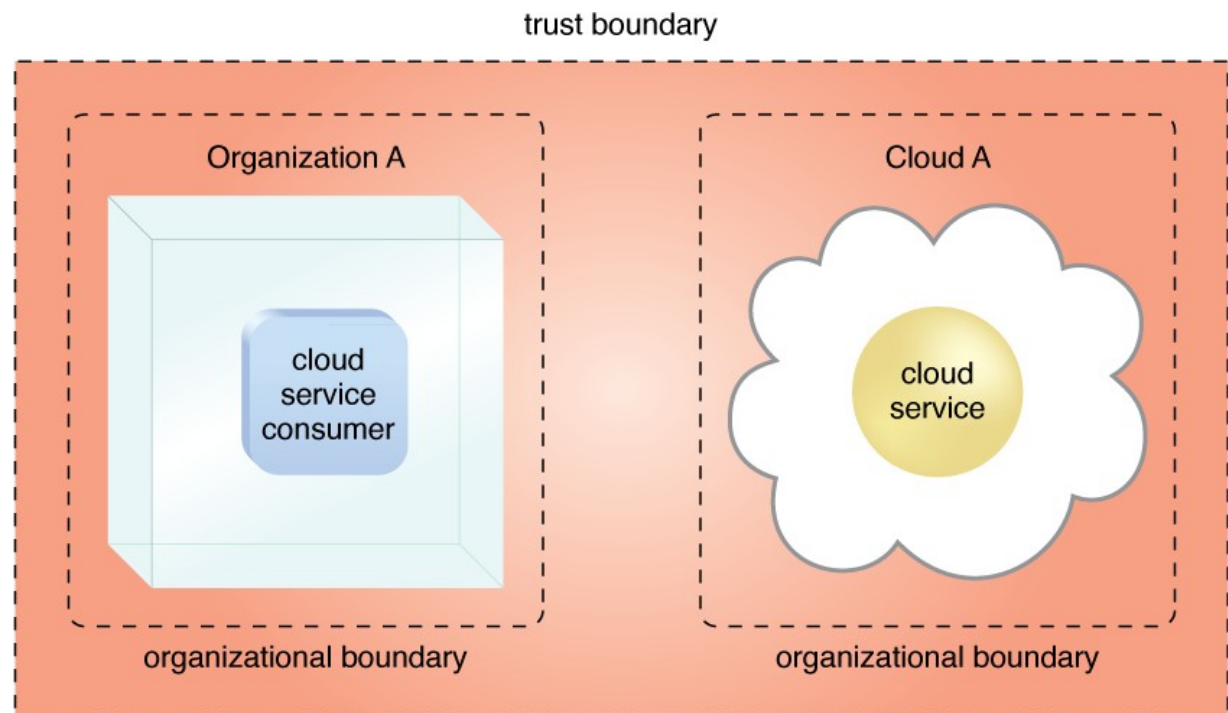 trust boundary
Organization A
cloud
service
consumer
organizational boundary
Cloud A
cloud
service
organizational boundary